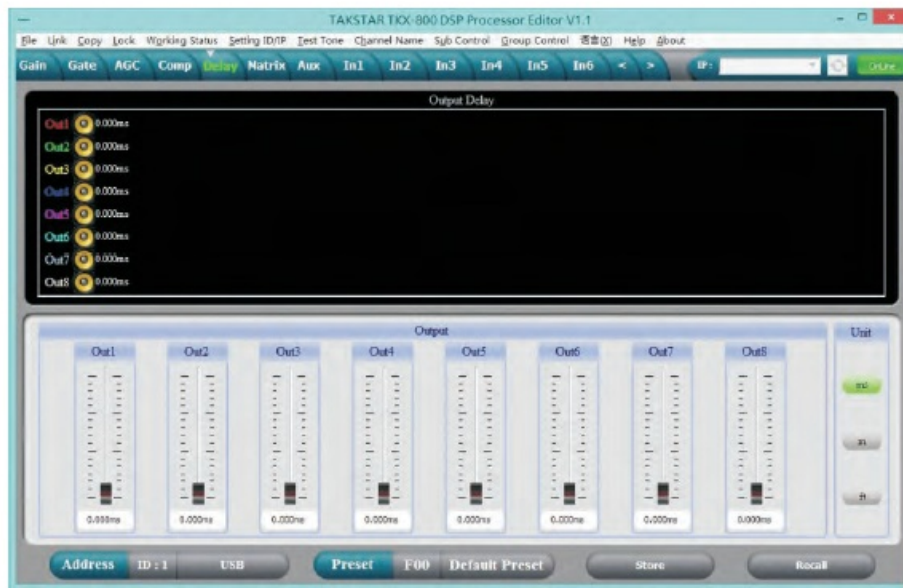 TAKSTAR TKX-800 DSP Processor Editor V1.1
File Link Copy Lock Working Status Setting ID/IP Test Tone Channel Name Sub Control Group Control 语言(X) Help About
Gain Gate AGC Comp Delay Matrix Aux In1 In2 In3 In4 In5 In6 < > IP: OnLine
Output Delay
Out1 0.000ms
Out2 0.000ms
Out3 0.000ms
Out4 0.000ms
Out5 0.000ms
Out6 0.000ms
Out7 0.000ms
Out8 0.000ms
Output Unit
Out1 Out2 Out3 Out4 Out5 Out6 Out7 Out8
ms
m
ft
0.000ms 0.000ms 0.000ms 0.000ms 0.000ms 0.000ms 0.000ms 0.000ms
Address ID : 1 USB Preset F00 Default Preset Store Recall